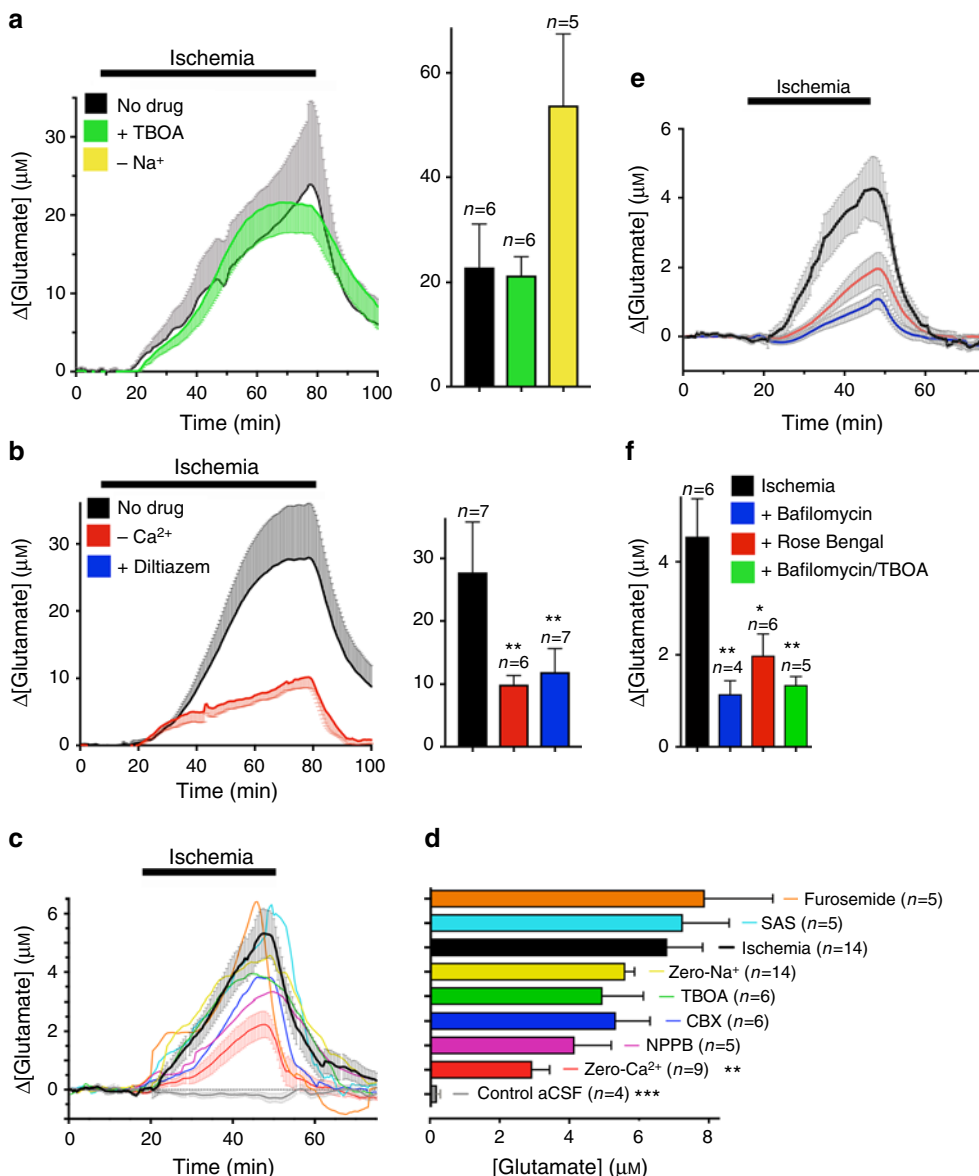 a
Ischemia
No drug
+ TBOA
– Na⁺
Δ[Glutamate] (μM)
30
20
10
0
0 20 40 60 80 100
Time (min)
60
40
20
0
n=6
n=6
n=5
e
Ischemia
Δ[Glutamate] (μM)
6
4
2
0
0 20 40 60
Time (min)
b
Ischemia
No drug
– Ca²⁺
+ Diltiazem
Δ[Glutamate] (μM)
30
20
10
0
0 20 40 60 80 100
Time (min)
30
20
10
0
n=7
**
n=6
**
n=7
f
Ischemia
+ Bafilomycin
+ Rose Bengal
+ Bafilomycin/TBOA
Δ[Glutamate] (μM)
4
2
0
n=6
**
n=4
*
n=6
**
n=5
c
Ischemia
Δ[Glutamate] (μM)
6
4
2
0
0 20 40 60
Time (min)
d
Furosemide (n=5)
SAS (n=5)
Ischemia (n=14)
Zero-Na⁺ (n=14)
TBOA (n=6)
CBX (n=6)
NPPB (n=5)
Zero-Ca²⁺ (n=9) **
Control aCSF (n=4) ***
0 2 4 6 8
[Glutamate] (μM)